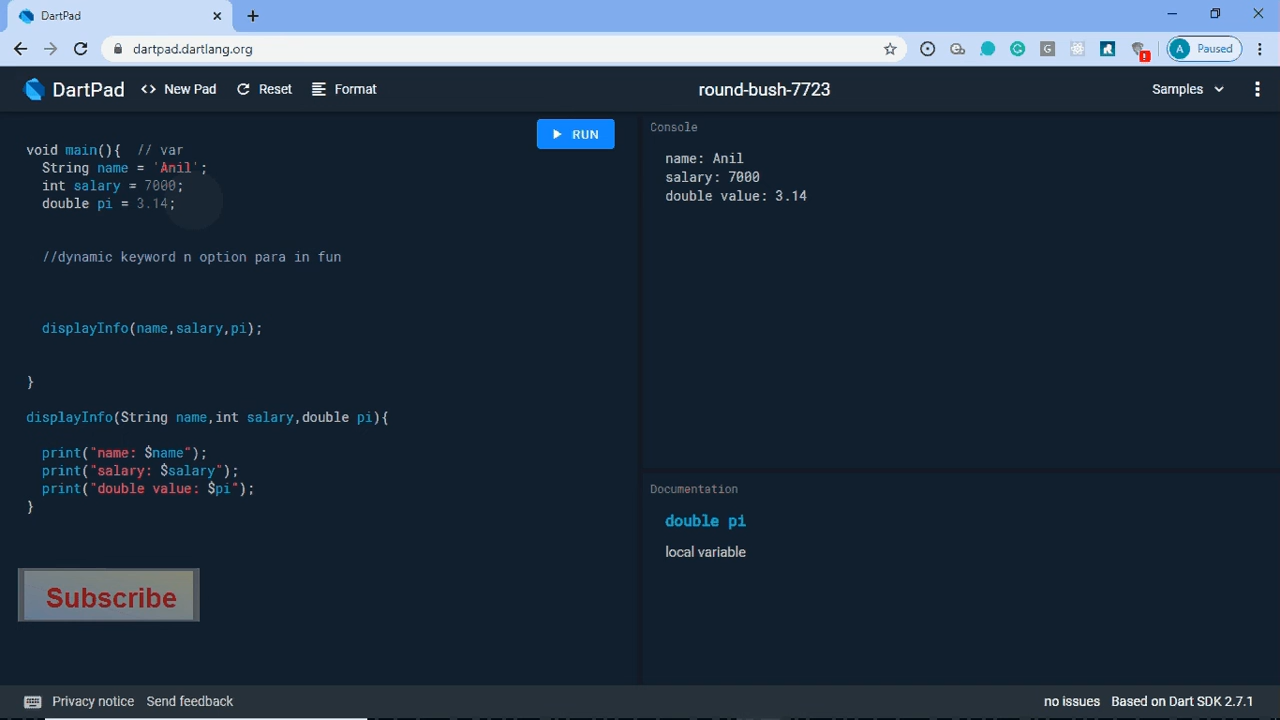 DartPad
dartpad.dartlang.org
A Paused
DartPad <> New Pad Reset Format round-bush-7723 Samples
RUN
void main(){  // var
  String name = 'Anil';
  int salary = 7000;
  double pi = 3.14;
  //dynamic keyword n option para in fun
  displayInfo(name,salary,pi);
}
displayInfo(String name,int salary,double pi){
  print("name: $name");
  print("salary: $salary");
  print("double value: $pi");
}
Subscribe
Console
name: Anil
salary: 7000
double value: 3.14
Documentation
double pi
local variable
Privacy notice Send feedback no issues Based on Dart SDK 2.7.1